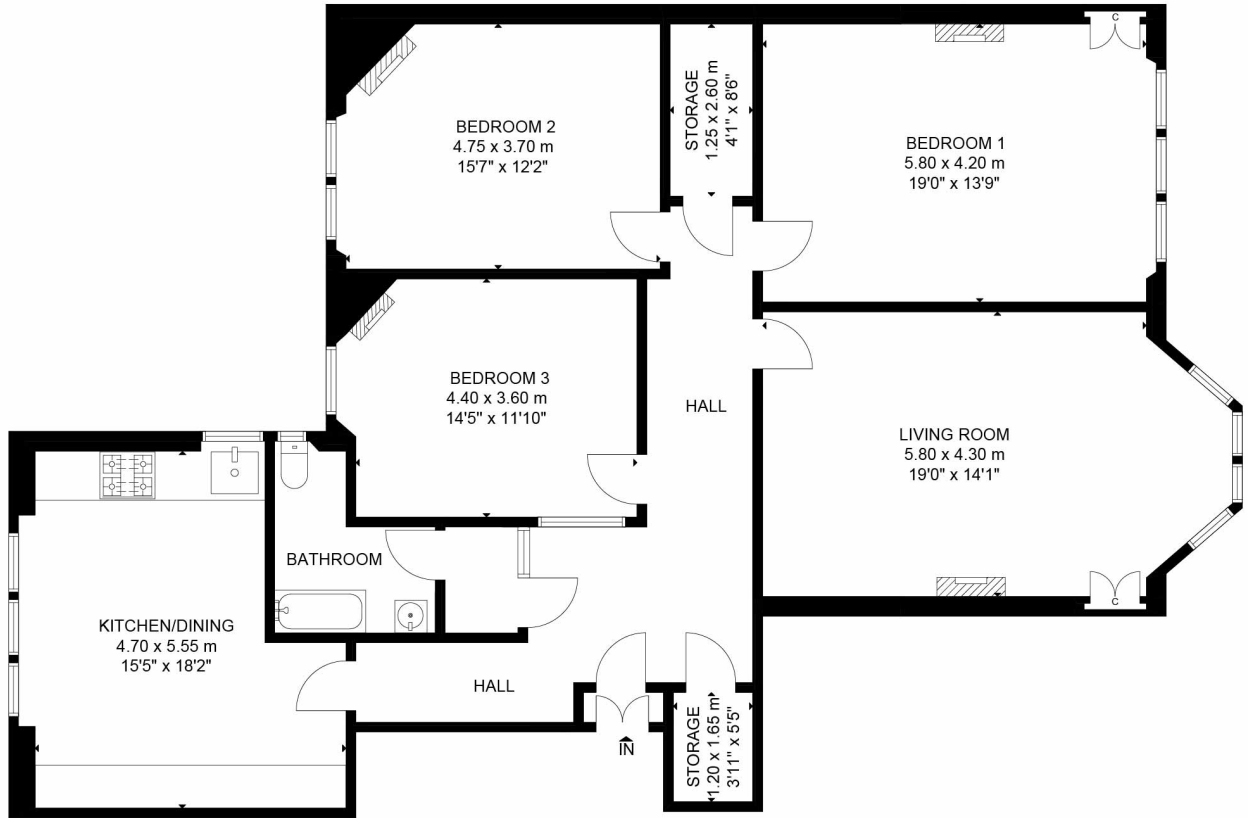 C
BEDROOM 2
4.75 x 3.70 m
15'7" x 12'2"
STORAGE
1.25 x 2.60 m
4'1" x 8'6"
BEDROOM 1
5.80 x 4.20 m
19'0" x 13'9"
BEDROOM 3
4.40 x 3.60 m
14'5" x 11'10"
HALL
LIVING ROOM
5.80 x 4.30 m
19'0" x 14'1"
BATHROOM
KITCHEN/DINING
4.70 x 5.55 m
15'5" x 18'2"
HALL
C
STORAGE
1.20 x 1.65 m
3'11" x 5'5"
IN